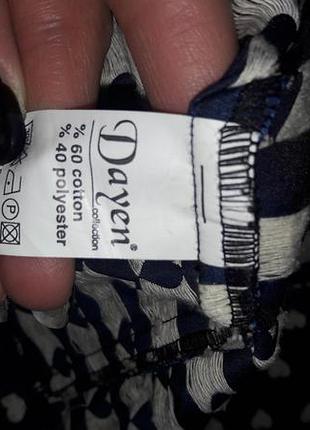 Dayen®
collection
% 60 cotton
% 40 polyester
P